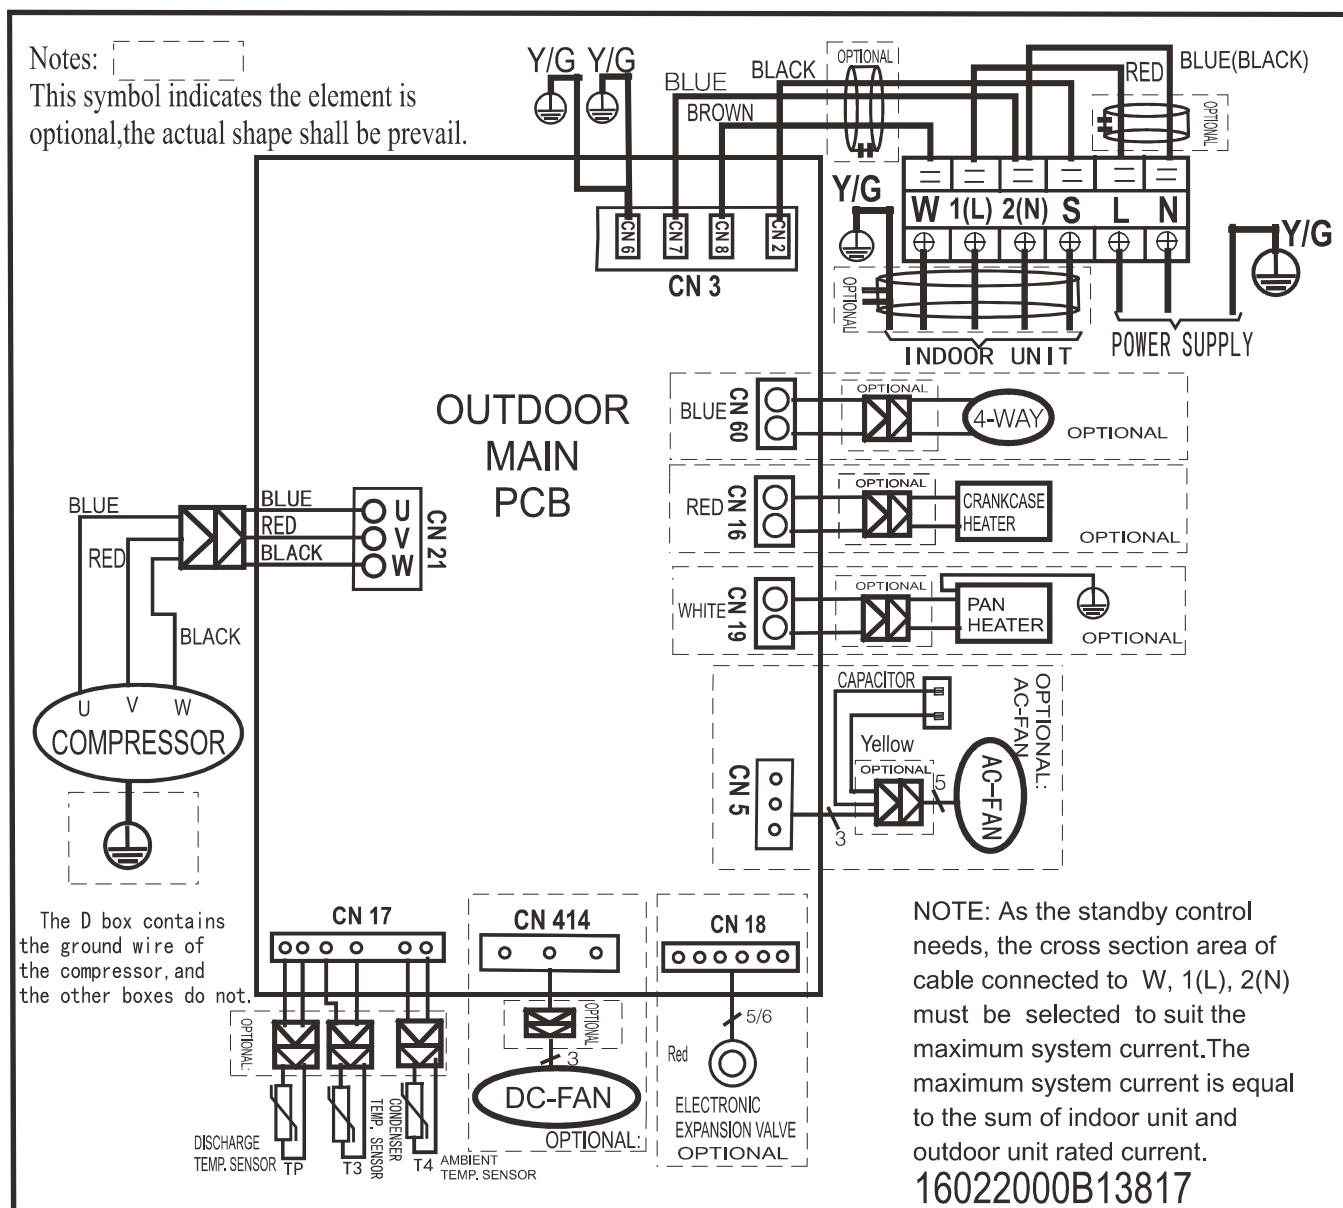 Notes:
This symbol indicates the element is
optional,the actual shape shall be prevail.
Y/G
Y/G
BLUE
BLACK
BROWN
OPTIONAL
RED
BLUE(BLACK)
OPTIONAL
Y/G
W
1(L)
2(N)
S
L
N
Y/G
CN 6
CN 7
CN 8
CN 2
CN 3
OPTIONAL
INDOOR UNIT
POWER SUPPLY
OUTDOOR
MAIN
PCB
BLUE
CN 60
OPTIONAL
4-WAY
OPTIONAL
RED
CN 16
OPTIONAL
CRANKCASE
HEATER
OPTIONAL
WHITE
CN 19
OPTIONAL
PAN
HEATER
OPTIONAL
BLUE
RED
BLACK
BLUE
RED
BLACK
U
V
W
CN 21
U
V
W
COMPRESSOR
CAPACITOR
Yellow
OPTIONAL
OPTIONAL:
AC-FAN
CN 5
3
5
AC-FAN
The D box contains
the ground wire of
the compressor, and
the other boxes do not.
CN 17
OPTIONAL:
DISCHARGE
TEMP. SENSOR
TP
T3
CONDENSER
TEMP. SENSOR
T4
AMBIENT
TEMP. SENSOR
CN 414
OPTIONAL
3
DC-FAN
OPTIONAL:
CN 18
5/6
Red
ELECTRONIC
EXPANSION VALVE
OPTIONAL
NOTE: As the standby control
needs, the cross section area of
cable connected to W, 1(L), 2(N)
must be selected to suit the
maximum system current.The
maximum system current is equal
to the sum of indoor unit and
outdoor unit rated current.
16022000B13817